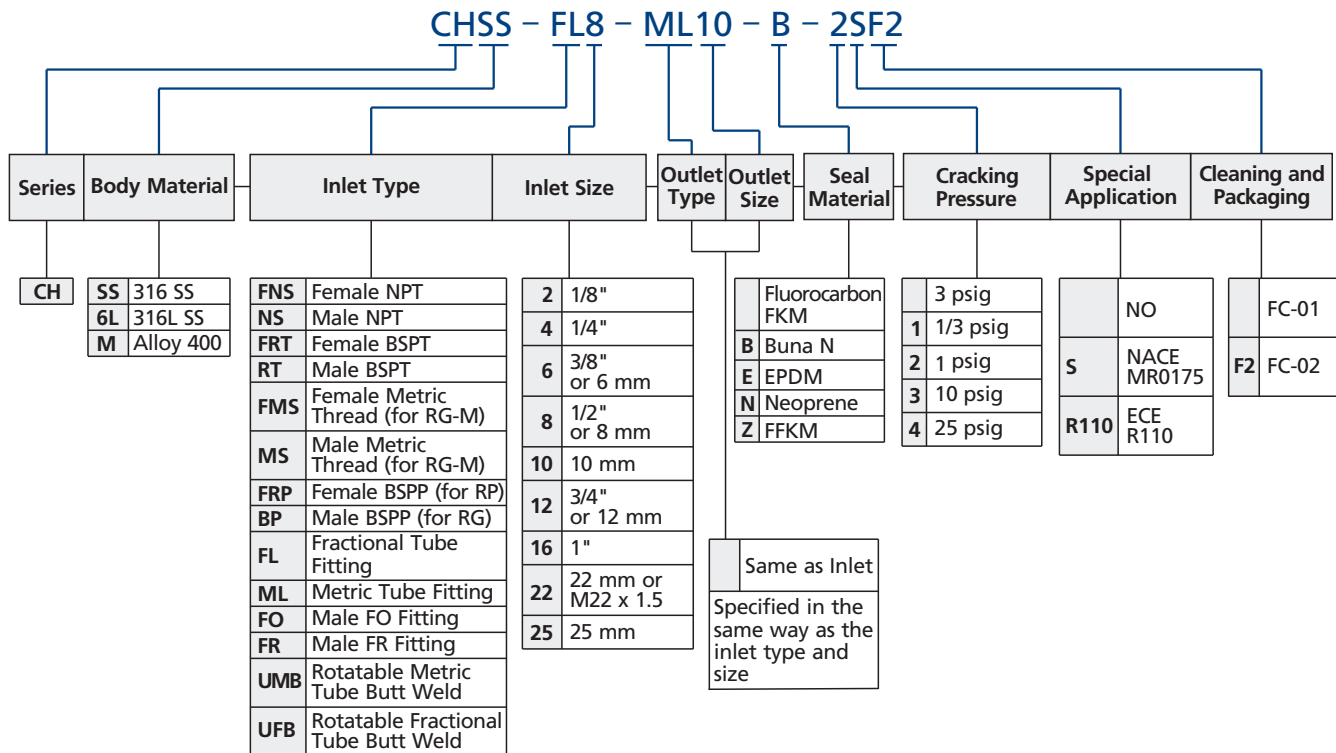 CHSS – FL8 – ML10 – B – 2SF2
Series
Body Material
Inlet Type
Inlet Size
Outlet
Type
Outlet
Size
Seal
Material
Cracking
Pressure
Special
Application
Cleaning and
Packaging
CH
SS 316 SS
6L 316L SS
M Alloy 400
FNS Female NPT
NS Male NPT
FRT Female BSPT
RT Male BSPT
FMS Female Metric
Thread (for RG-M)
MS Male Metric
Thread (for RG-M)
FRP Female BSPP (for RP)
BP Male BSPP (for RG)
FL Fractional Tube
Fitting
ML Metric Tube Fitting
FO Male FO Fitting
FR Male FR Fitting
UMB Rotatable Metric
Tube Butt Weld
UFB Rotatable Fractional
Tube Butt Weld
2 1/8"
4 1/4"
6 3/8"
or 6 mm
8 1/2"
or 8 mm
10 10 mm
12 3/4"
or 12 mm
16 1"
22 22 mm or
M22 x 1.5
25 25 mm
Same as Inlet
Specified in the
same way as the
inlet type and
size
Fluorocarbon
FKM
B Buna N
E EPDM
N Neoprene
Z FFKM
3 psig
1 1/3 psig
2 1 psig
3 10 psig
4 25 psig
NO
S NACE
MR0175
R110 ECE
R110
FC-01
F2 FC-02